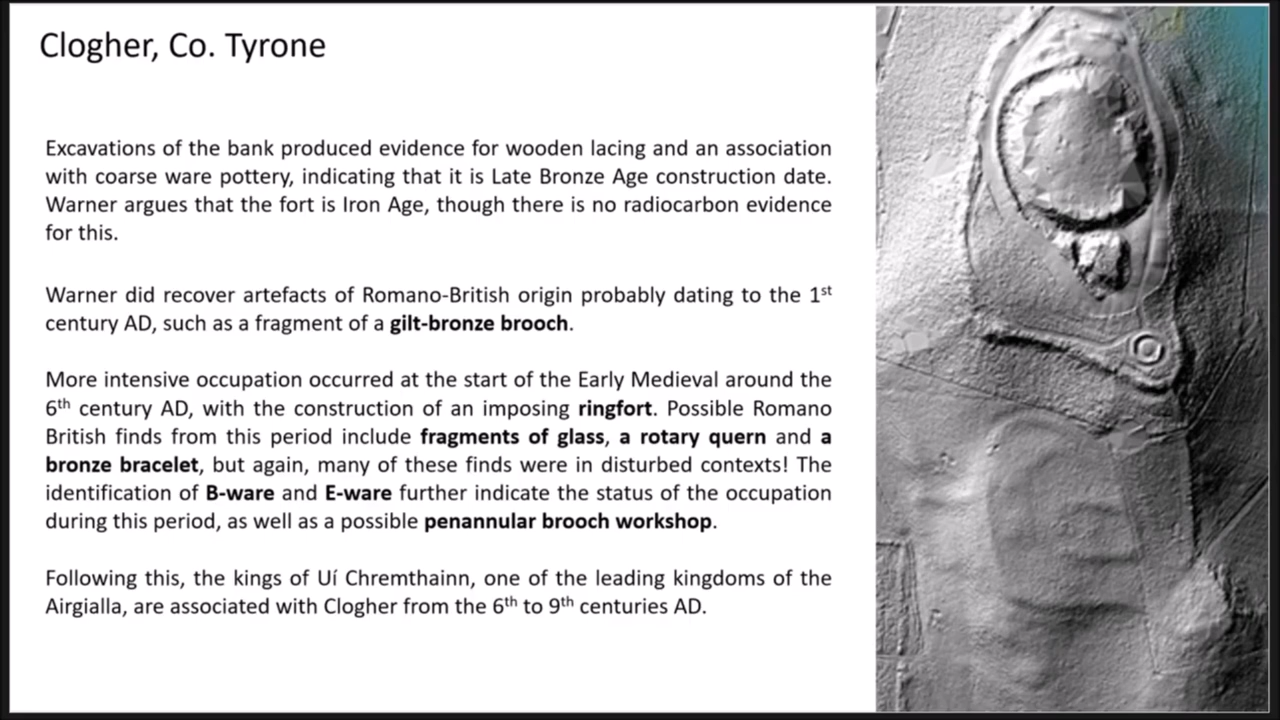 Clogher, Co. Tyrone
Excavations of the bank produced evidence for wooden lacing and an association
with coarse ware pottery, indicating that it is Late Bronze Age construction date.
Warner argues that the fort is Iron Age, though there is no radiocarbon evidence
for this.
Warner did recover artefacts of Romano-British origin probably dating to the 1st
century AD, such as a fragment of a gilt-bronze brooch.
More intensive occupation occurred at the start of the Early Medieval around the
6th century AD, with the construction of an imposing ringfort. Possible Romano
British finds from this period include fragments of glass, a rotary quern and a
bronze bracelet, but again, many of these finds were in disturbed contexts! The
identification of B-ware and E-ware further indicate the status of the occupation
during this period, as well as a possible penannular brooch workshop.
Following this, the kings of Uí Chremthainn, one of the leading kingdoms of the
Airgialla, are associated with Clogher from the 6th to 9th centuries AD.